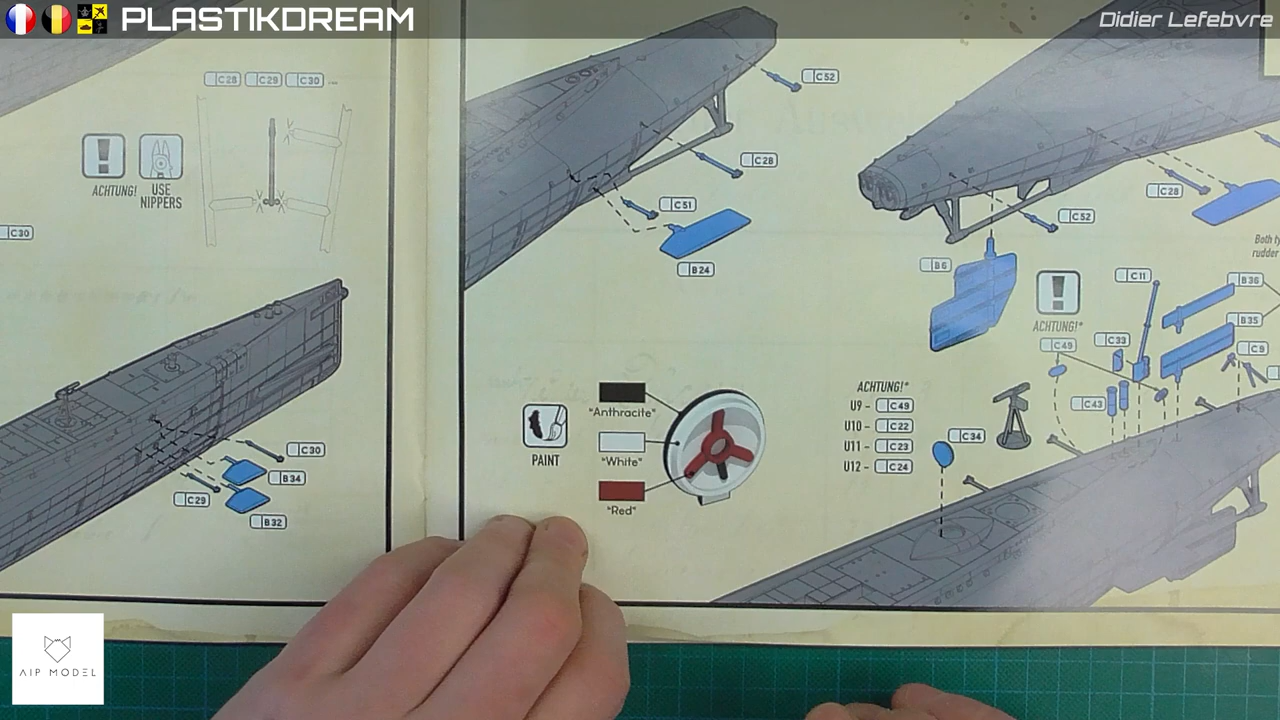 PLASTIKDREAM
Didier Lefebvre
C28 C29 C30 ...
ACHTUNG!
USE
NIPPERS
C30
C30
B34
C29
B32
C52
C28
C51
B24
PAINT
"Anthracite"
"White"
"Red"
C28
C52
B6
Both ty
rudder
ACHTUNG!*
C11
B36
B35
C49
C33
C9
C43
ACHTUNG!*
U9 - C49
U10 - C22
U11 - C23
U12 - C24
C34
AIP MODEL